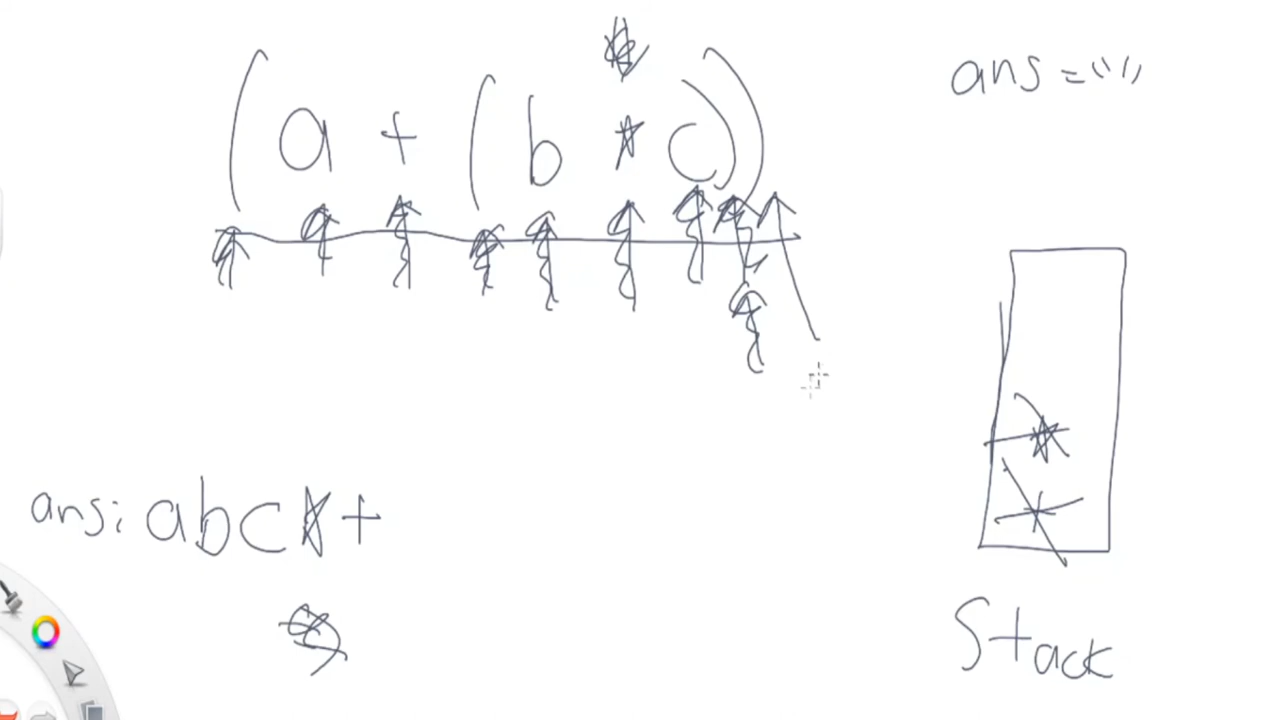 (a + (b * c))
ans = ""
ans: abc*+
Stack